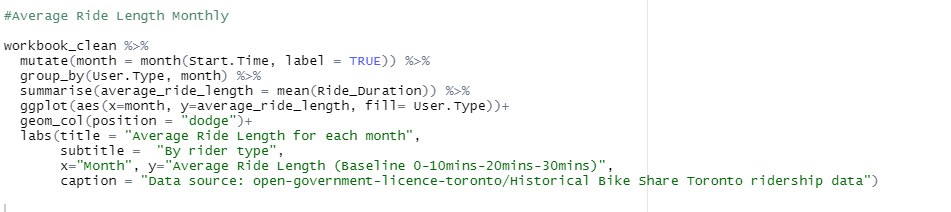 #Average Ride Length Monthly
workbook_clean %>%
  mutate(month = month(Start.Time, label = TRUE)) %>%
  group_by(User.Type, month) %>%
  summarise(average_ride_length = mean(Ride_Duration)) %>%
  ggplot(aes(x=month, y=average_ride_length, fill= User.Type))+
  geom_col(position = "dodge")+
  labs(title = "Average Ride Length for each month",
       subtitle =  "By rider type",
       x="Month", y="Average Ride Length (Baseline 0-10mins-20mins-30mins)",
       caption = "Data source: open-government-licence-toronto/Historical Bike Share Toronto ridership data")